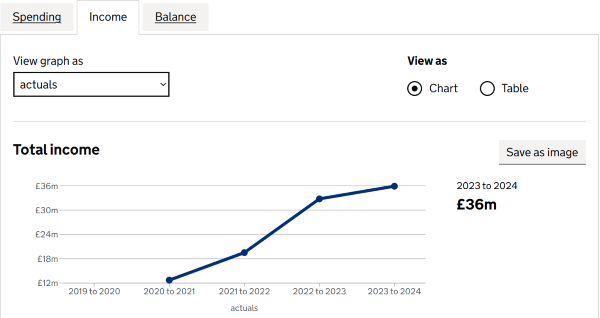 Spending Income Balance
View graph as View as
actuals Chart Table
Total income Save as image
£36m 2023 to 2024
£30m £36m
£24m
£18m
£12m
2019 to 2020 2020 to 2021 2021 to 2022 2022 to 2023 2023 to 2024
actuals